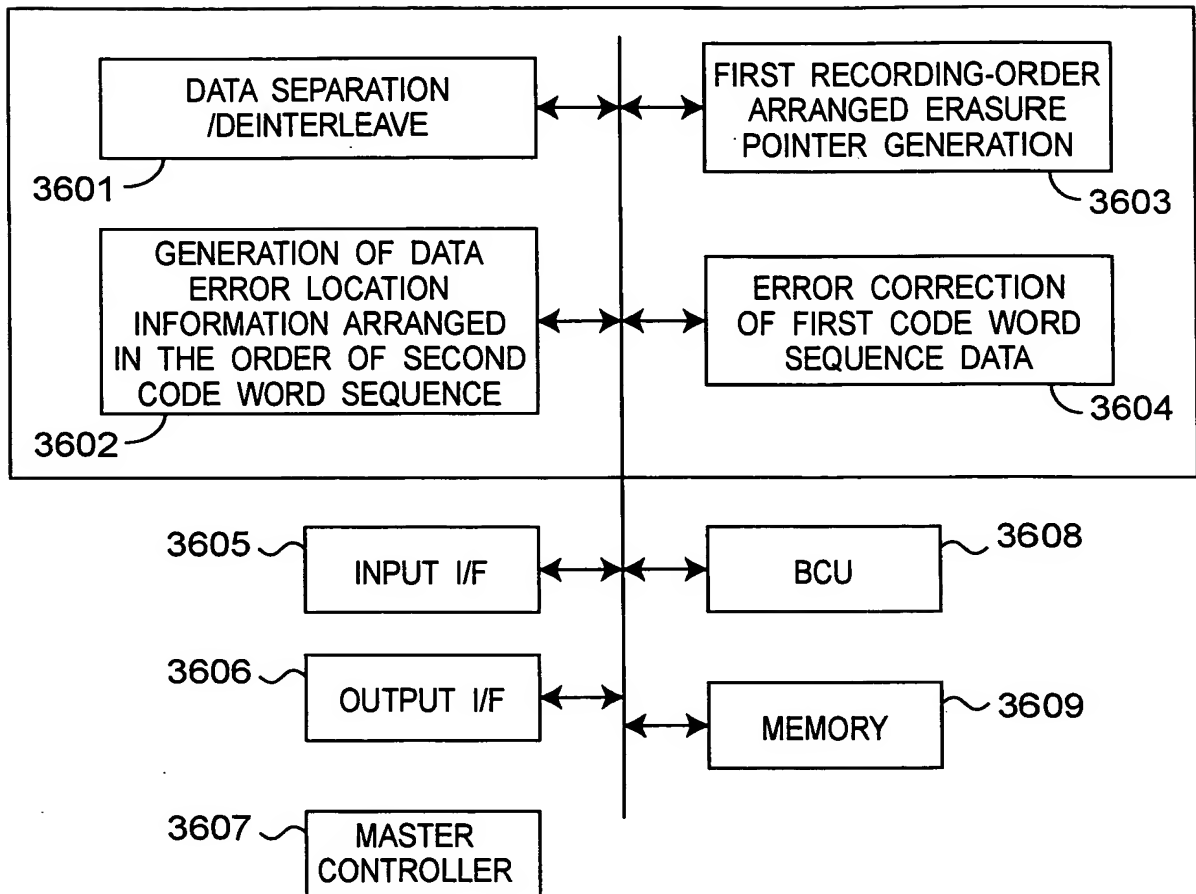 DATA SEPARATION
/DEINTERLEAVE
3601
FIRST RECORDING-ORDER
ARRANGED ERASURE
POINTER GENERATION
3603
GENERATION OF DATA
ERROR LOCATION
INFORMATION ARRANGED
IN THE ORDER OF SECOND
CODE WORD SEQUENCE
3602
ERROR CORRECTION
OF FIRST CODE WORD
SEQUENCE DATA
3604
3605
INPUT I/F
BCU
3608
3606
OUTPUT I/F
MEMORY
3609
3607
MASTER
CONTROLLER